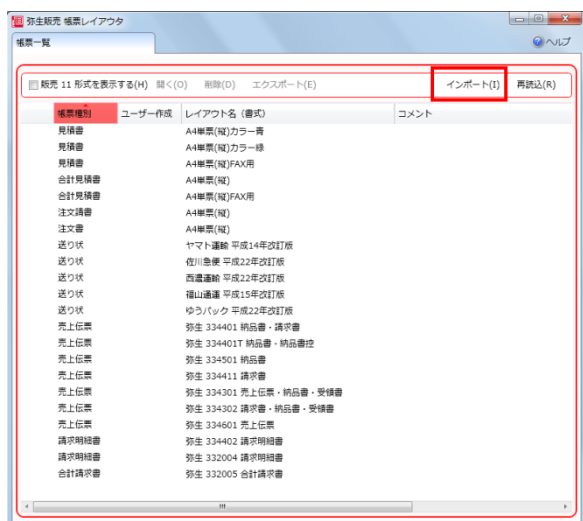 弥生販売 帳票レイアウタ
帳票一覧 ヘルプ
販売 11 形式を表示する(H) 開く(O) 削除(D) エクスポート(E) インポート(I) 再読込(R)
帳票種別 ユーザー作成 レイアウト名（書式） コメント
見積書 A4単票(縦)カラー青
見積書 A4単票(縦)カラー緑
見積書 A4単票(縦)FAX用
合計見積書 A4単票(縦)
合計見積書 A4単票(縦)FAX用
注文請書 A4単票(縦)
注文書 A4単票(縦)
送り状 ヤマト運輸 平成14年改訂版
送り状 佐川急便 平成22年改訂版
送り状 西濃運輸 平成22年改訂版
送り状 福山通運 平成15年改訂版
送り状 ゆうパック 平成22年改訂版
売上伝票 弥生 334401 納品書・請求書
売上伝票 弥生 334401T 納品書・納品書控
売上伝票 弥生 334501 納品書
売上伝票 弥生 334411 請求書
売上伝票 弥生 334301 売上伝票・納品書・受領書
売上伝票 弥生 334302 請求書・納品書・受領書
売上伝票 弥生 334601 売上伝票
請求明細書 弥生 334402 請求明細書
請求明細書 弥生 332004 請求明細書
合計請求書 弥生 332005 合計請求書